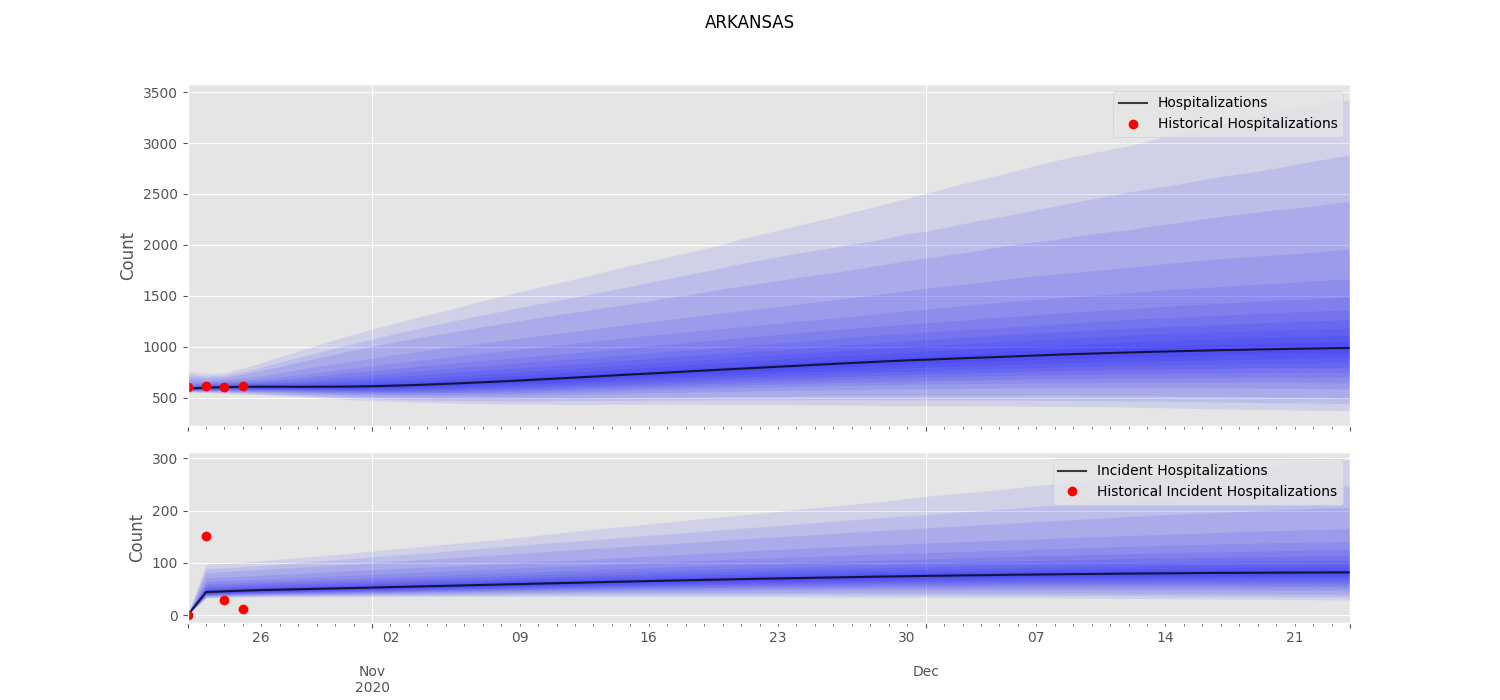 ARKANSAS
3500
3000
2500
2000
1500
1000
500
Count
Hospitalizations
Historical Hospitalizations
300
200
100
0
Count
Incident Hospitalizations
Historical Incident Hospitalizations
26 02 09 16 23 30 07 14 21
Nov Dec
2020